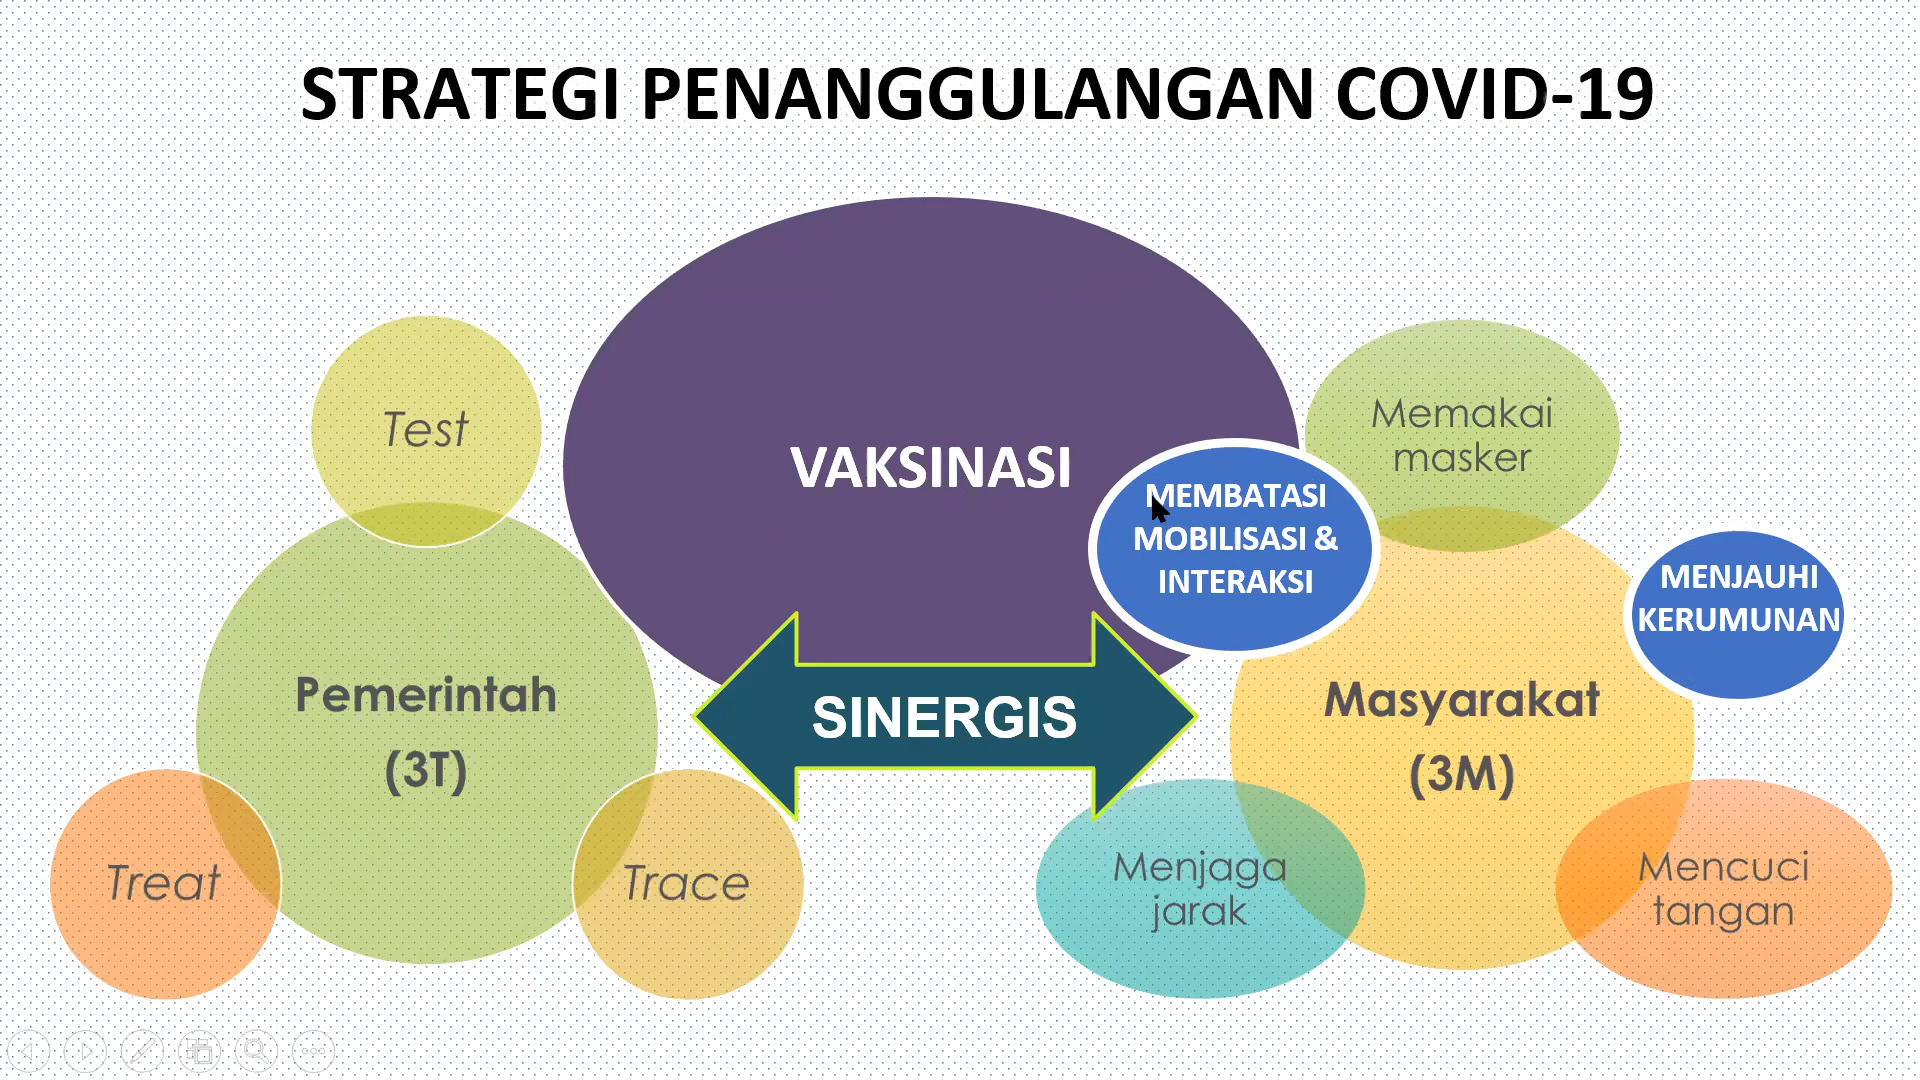 STRATEGI PENANGGULANGAN COVID-19
VAKSINASI
Test
Pemerintah
(3T)
Treat
Trace
SINERGIS
MEMBATASI
MOBILISASI &
INTERAKSI
Memakai
masker
MENJAUHI
KERUMUNAN
Masyarakat
(3M)
Menjaga
jarak
Mencuci
tangan